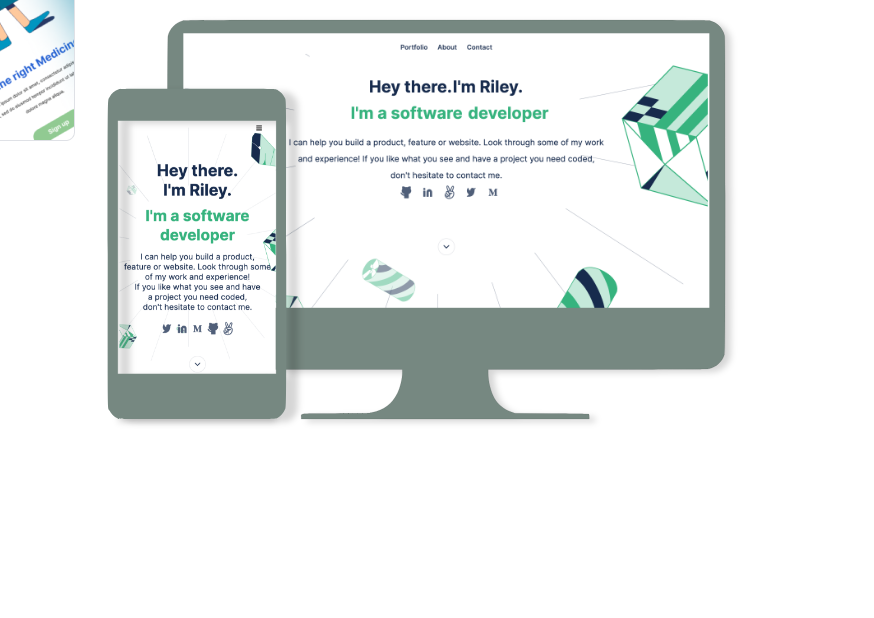 ne right Medicin
Sign up
Portfolio About Contact
Hey there.I'm Riley.
I'm a software developer
I can help you build a product, feature or website. Look through some of my work
and experience! If you like what you see and have a project you need coded,
don't hesitate to contact me.
M
Hey there.
I'm Riley.
I'm a software
developer
I can help you build a product,
feature or website. Look through some
of my work and experience!
If you like what you see and have
a project you need coded,
don't hesitate to contact me.
M